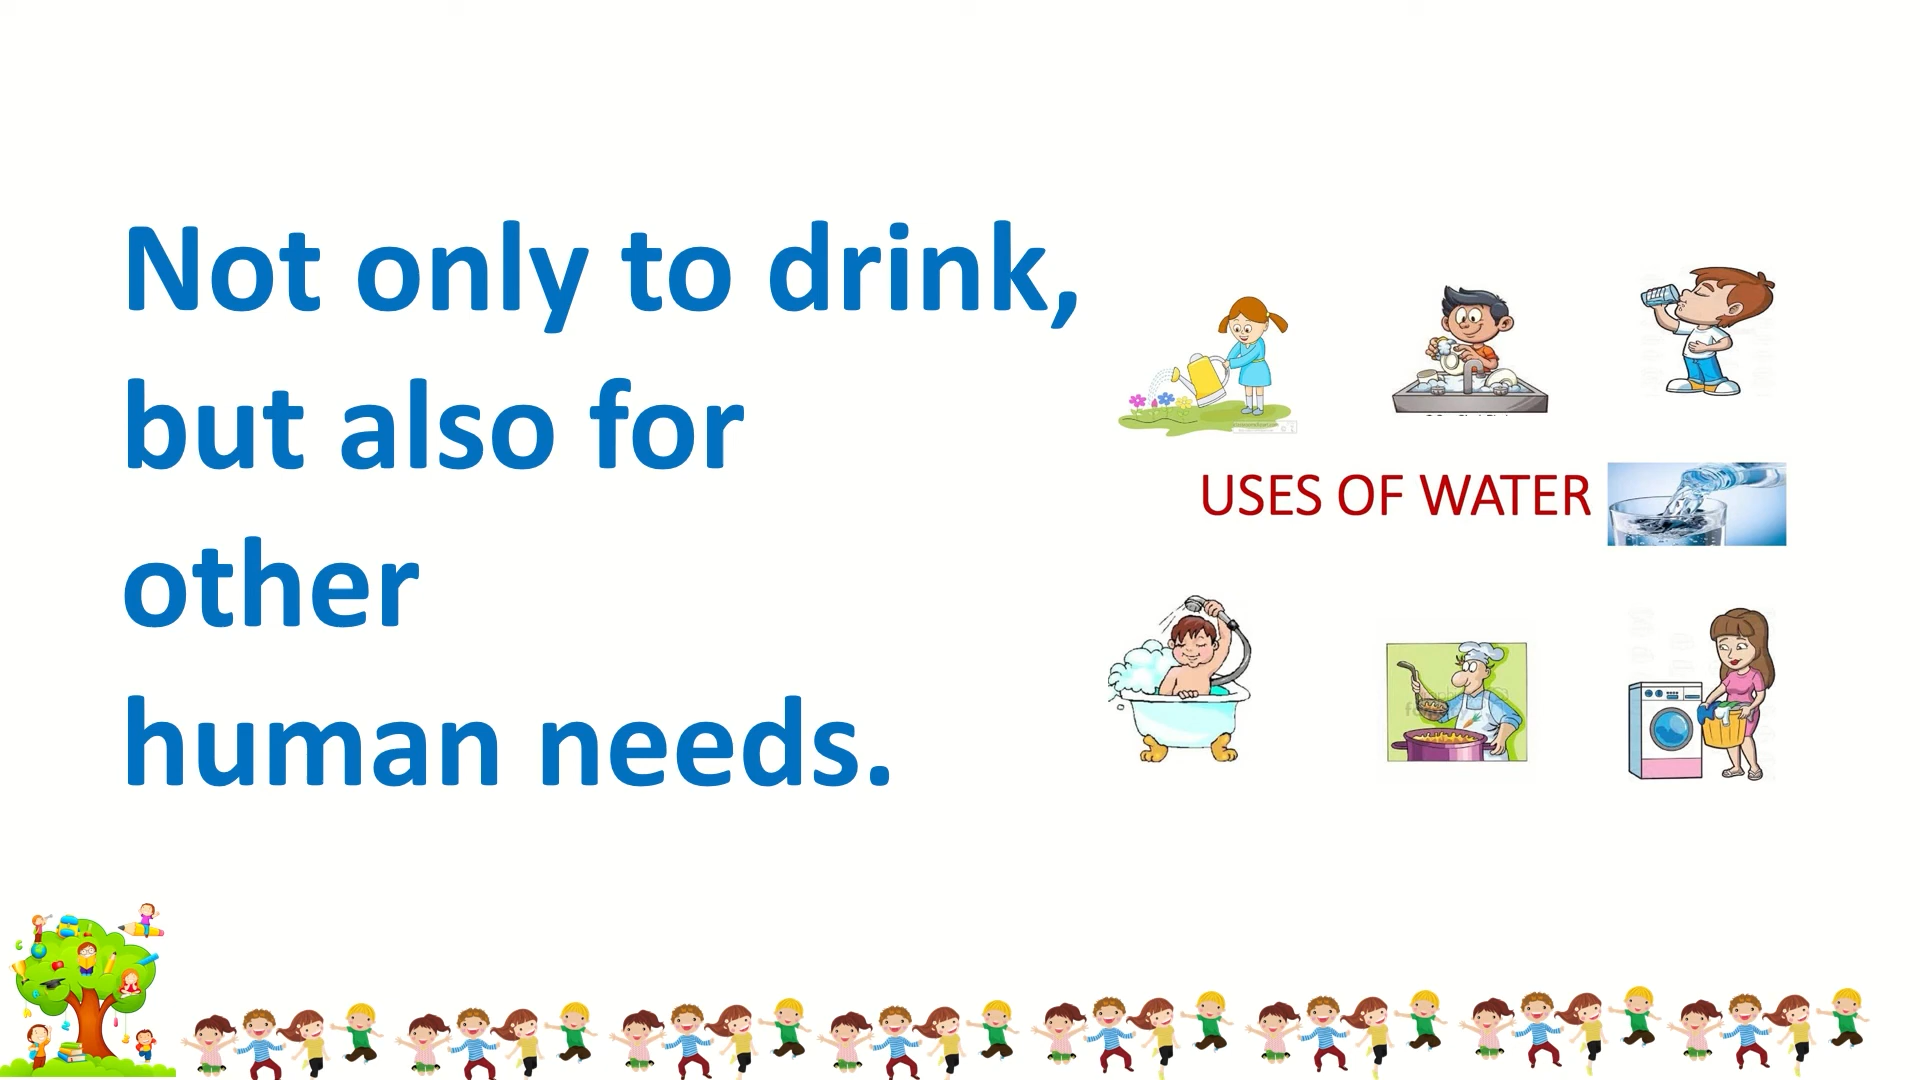 Not only to drink,
but also for
other
human needs.
USES OF WATER